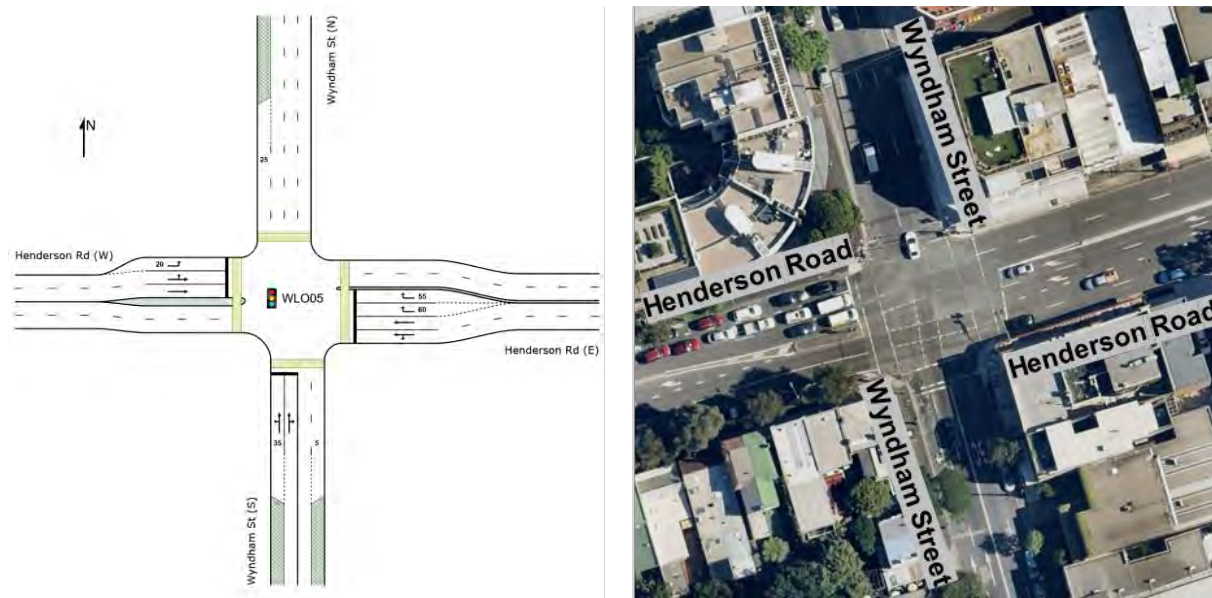 Wyndham St (N)
N
25
Henderson Rd (W)
20
WLO05
55
60
Henderson Rd (E)
35
5
Wyndham St (S)
Wyndham Street
Henderson Road
Henderson Road
Wyndham Street